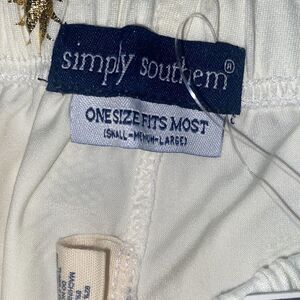 simply southern®
ONE SIZE FITS MOST
(SMALL-MEDIUM-LARGE)